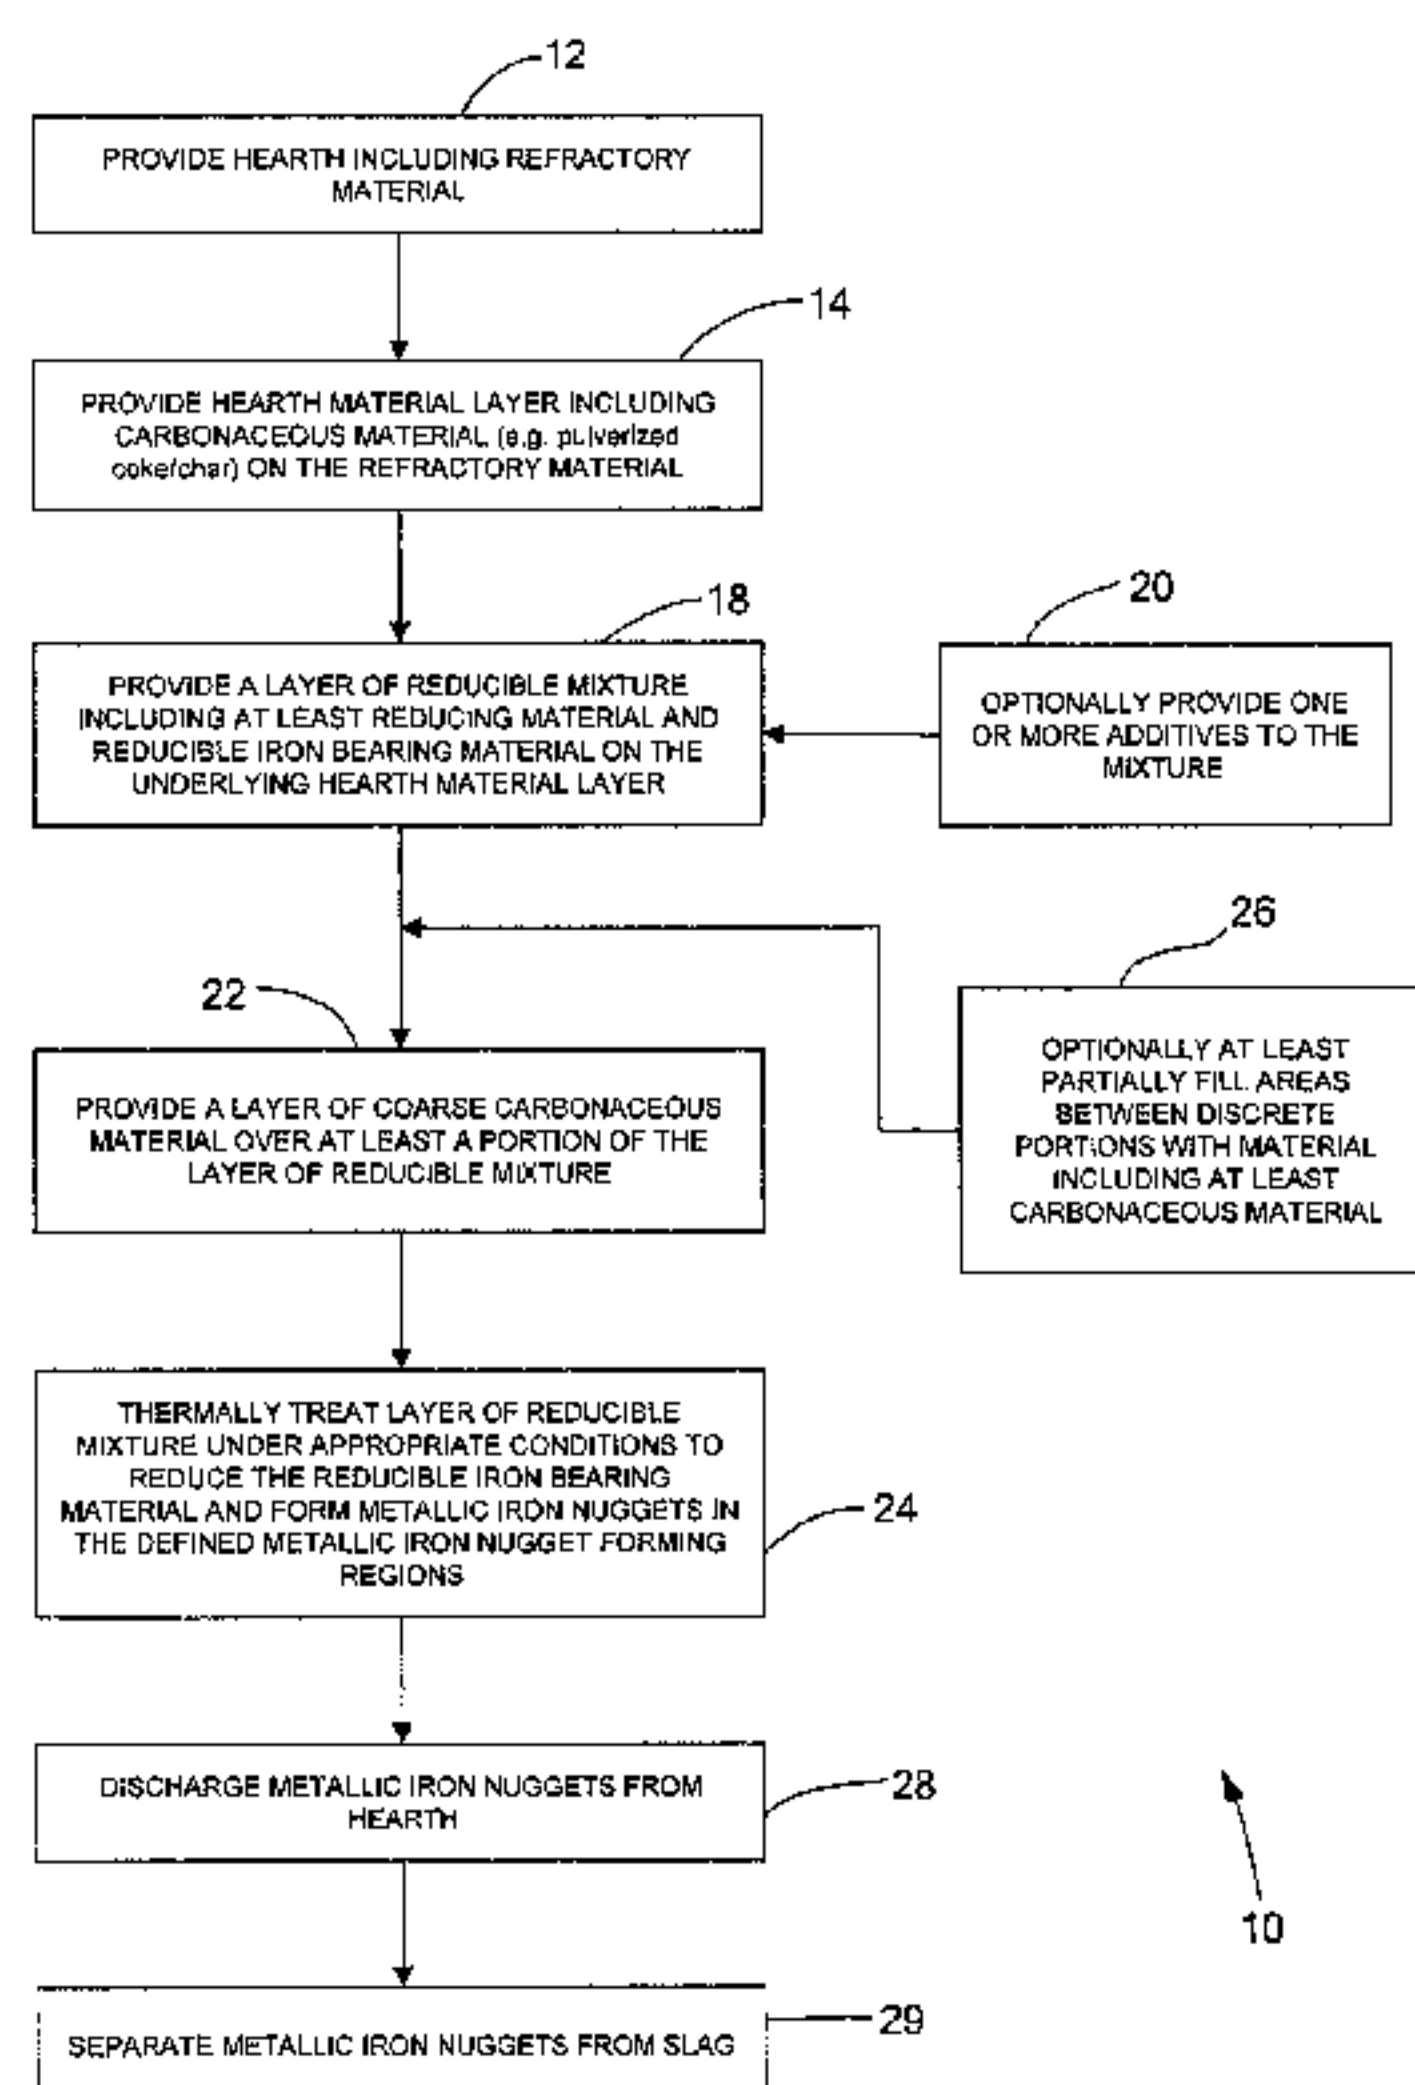 12
PROVIDE HEARTH INCLUDING REFRACTORY
MATERIAL
14
PROVIDE HEARTH MATERIAL LAYER INCLUDING
CARBONACEOUS MATERIAL (e.g. pulverized
coke/char) ON THE REFRACTORY MATERIAL
18
PROVIDE A LAYER OF REDUCIBLE MIXTURE
INCLUDING AT LEAST REDUCING MATERIAL AND
REDUCIBLE IRON BEARING MATERIAL ON THE
UNDERLYING HEARTH MATERIAL LAYER
20
OPTIONALLY PROVIDE ONE
OR MORE ADDITIVES TO THE
MIXTURE
26
OPTIONALLY AT LEAST
PARTIALLY FILL AREAS
BETWEEN DISCRETE
PORTIONS WITH MATERIAL
INCLUDING AT LEAST
CARBONACEOUS MATERIAL
22
PROVIDE A LAYER OF COARSE CARBONACEOUS
MATERIAL OVER AT LEAST A PORTION OF THE
LAYER OF REDUCIBLE MIXTURE
THERMALLY TREAT LAYER OF REDUCIBLE
MIXTURE UNDER APPROPRIATE CONDITIONS TO
REDUCE THE REDUCIBLE IRON BEARING
MATERIAL AND FORM METALLIC IRON NUGGETS IN
THE DEFINED METALLIC IRON NUGGET FORMING
REGIONS
24
DISCHARGE METALLIC IRON NUGGETS FROM
HEARTH
28
10
SEPARATE METALLIC IRON NUGGETS FROM SLAG
29